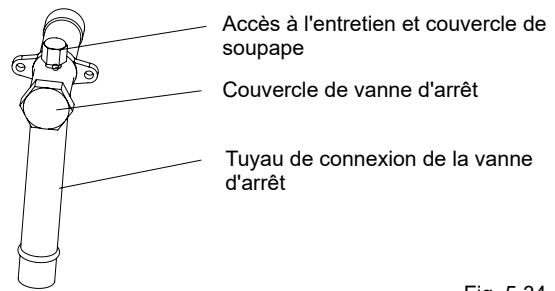 Accès à l'entretien et couvercle de
soupape
Couvercle de vanne d'arrêt
Tuyau de connexion de la vanne
d'arrêt